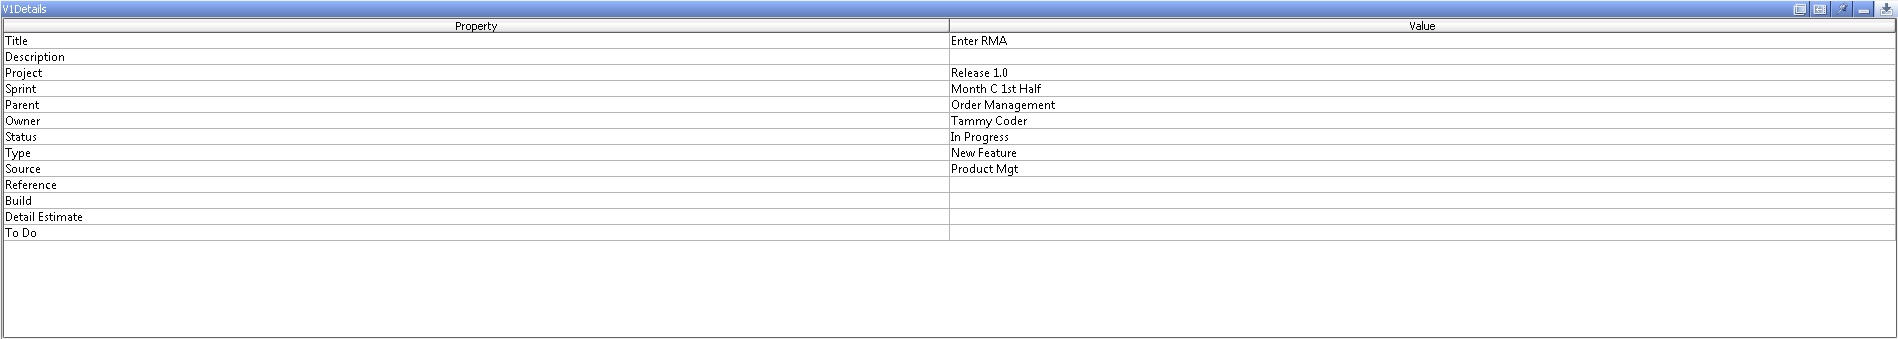 V1Details
Property Value
Title Enter RMA
Description
Project Release 1.0
Sprint Month C 1st Half
Parent Order Management
Owner Tammy Coder
Status In Progress
Type New Feature
Source Product Mgt
Reference
Build
Detail Estimate
To Do